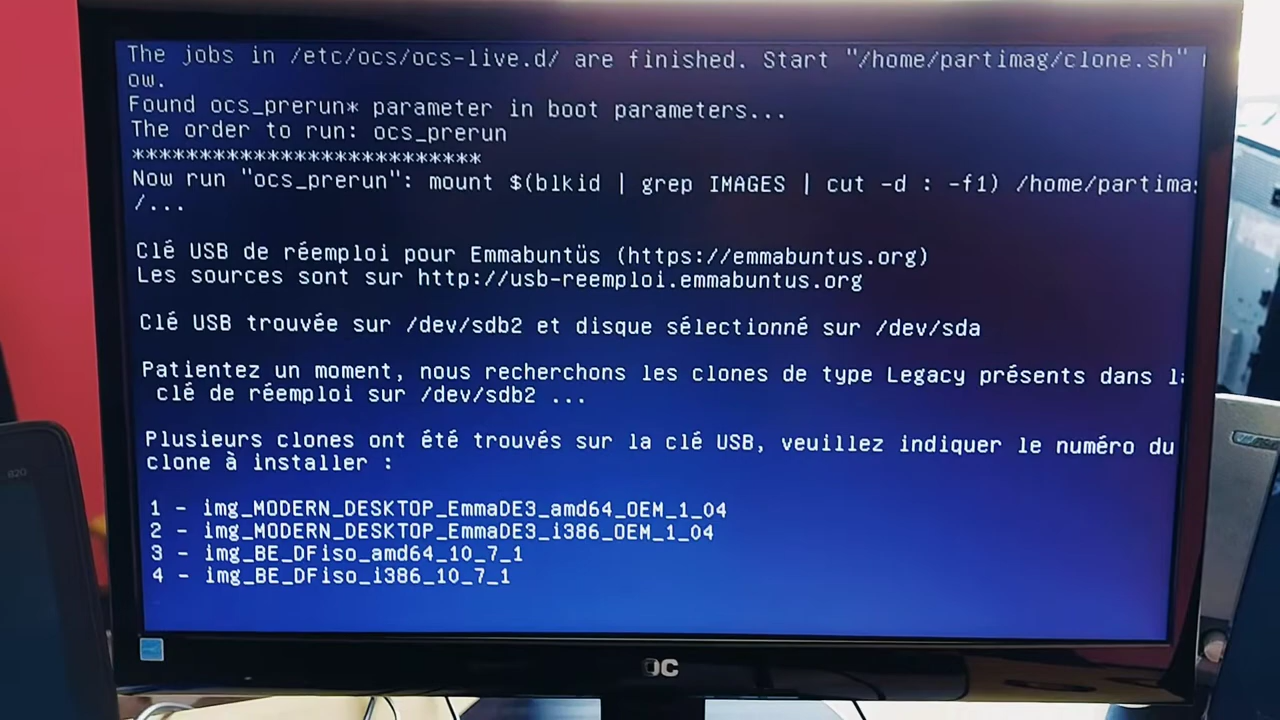 The jobs in /etc/ocs/ocs-live.d/ are finished. Start "/home/partimag/clone.sh"
ow.
Found ocs_prerun* parameter in boot parameters...
The order to run: ocs_prerun
**************************
Now run "ocs_prerun": mount $(blkid | grep IMAGES | cut -d : -f1) /home/partima
/...
Clé USB de réemploi pour Emmabuntüs (https://emmabuntus.org)
Les sources sont sur http://usb-reemploi.emmabuntus.org
Clé USB trouvée sur /dev/sdb2 et disque sélectionné sur /dev/sda
Patientez un moment, nous recherchons les clones de type Legacy présents dans
clé de réemploi sur /dev/sdb2 ...
Plusieurs clones ont été trouvés sur la clé USB, veuillez indiquer le numéro du
clone à installer :
1 - img_MODERN_DESKTOP_EmmaDE3_amd64_OEM_1_04
2 - img_MODERN_DESKTOP_EmmaDE3_i386_OEM_1_04
3 - img_BE_DFiso_amd64_10_7_1
4 - img_BE_DFiso_i386_10_7_1
820